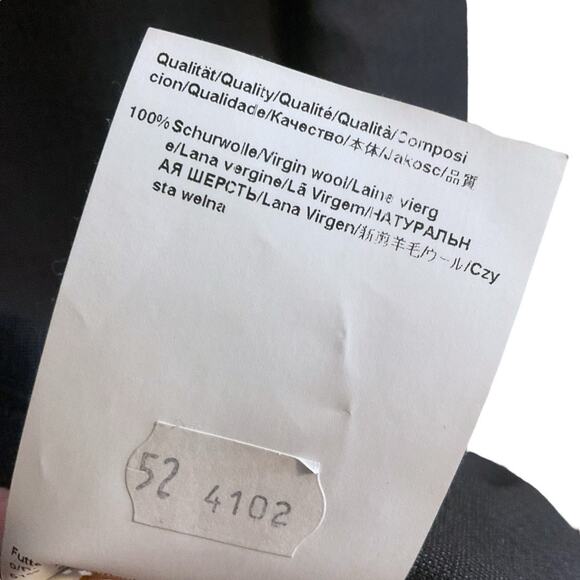 Qualität/Quality/Qualité/Qualità/Composi
cion/Qualidade/Качество/本体/Jakosc/品質
100%Schurwolle/Virgin wool/Laine vierg
e/Lana vergine/Lã Virgem/НАТУРАЛЬН
АЯ ШЕРСТЬ/Lana Virgen/新剪羊毛/ウール/Czy
sta welna
52 4102
Futte